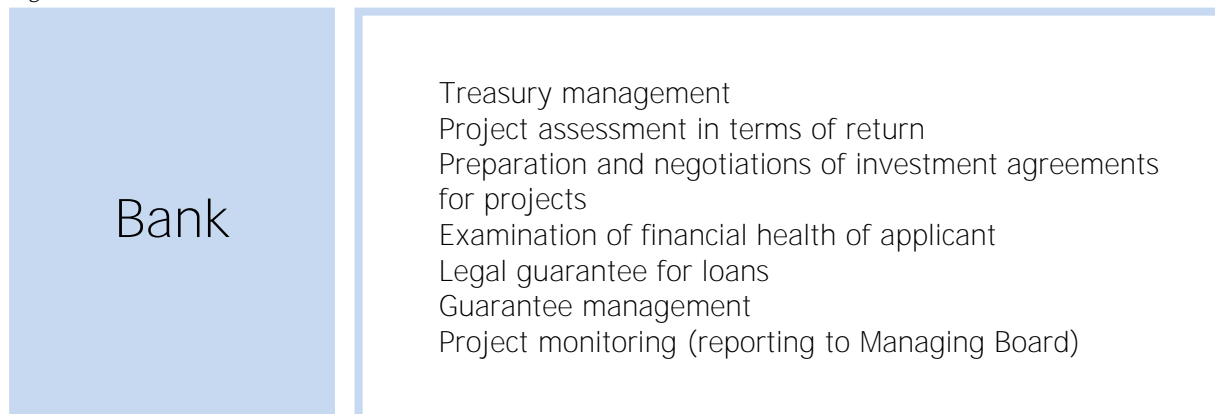 Bank
Treasury management
Project assessment in terms of return
Preparation and negotiations of investment agreements
for projects
Examination of financial health of applicant
Legal guarantee for loans
Guarantee management
Project monitoring (reporting to Managing Board)